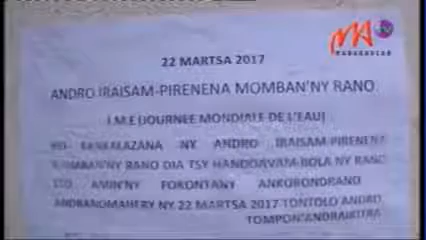 MA TV
MADAGASCAR
22 MARTSA 2017
ANDRO IRAISAM-PIRENENA MOMBAN'NY RANO
I.M.E (JOURNEE MONDIALE DE L'EAU)
HO FANKALAZANA NY ANDRO IRAISAM-PIRENENA
MOMBAN'NY RANO DIA TSY HANDOAVAM-BOLA NY RANO
ETO AMIN'NY FOKONTANY ANKORONDRANO
ANDRANOMAHERY NY 22 MARTSA 2017 TONTOLO ANDRO
TOMPON'ANDRAIKITRA